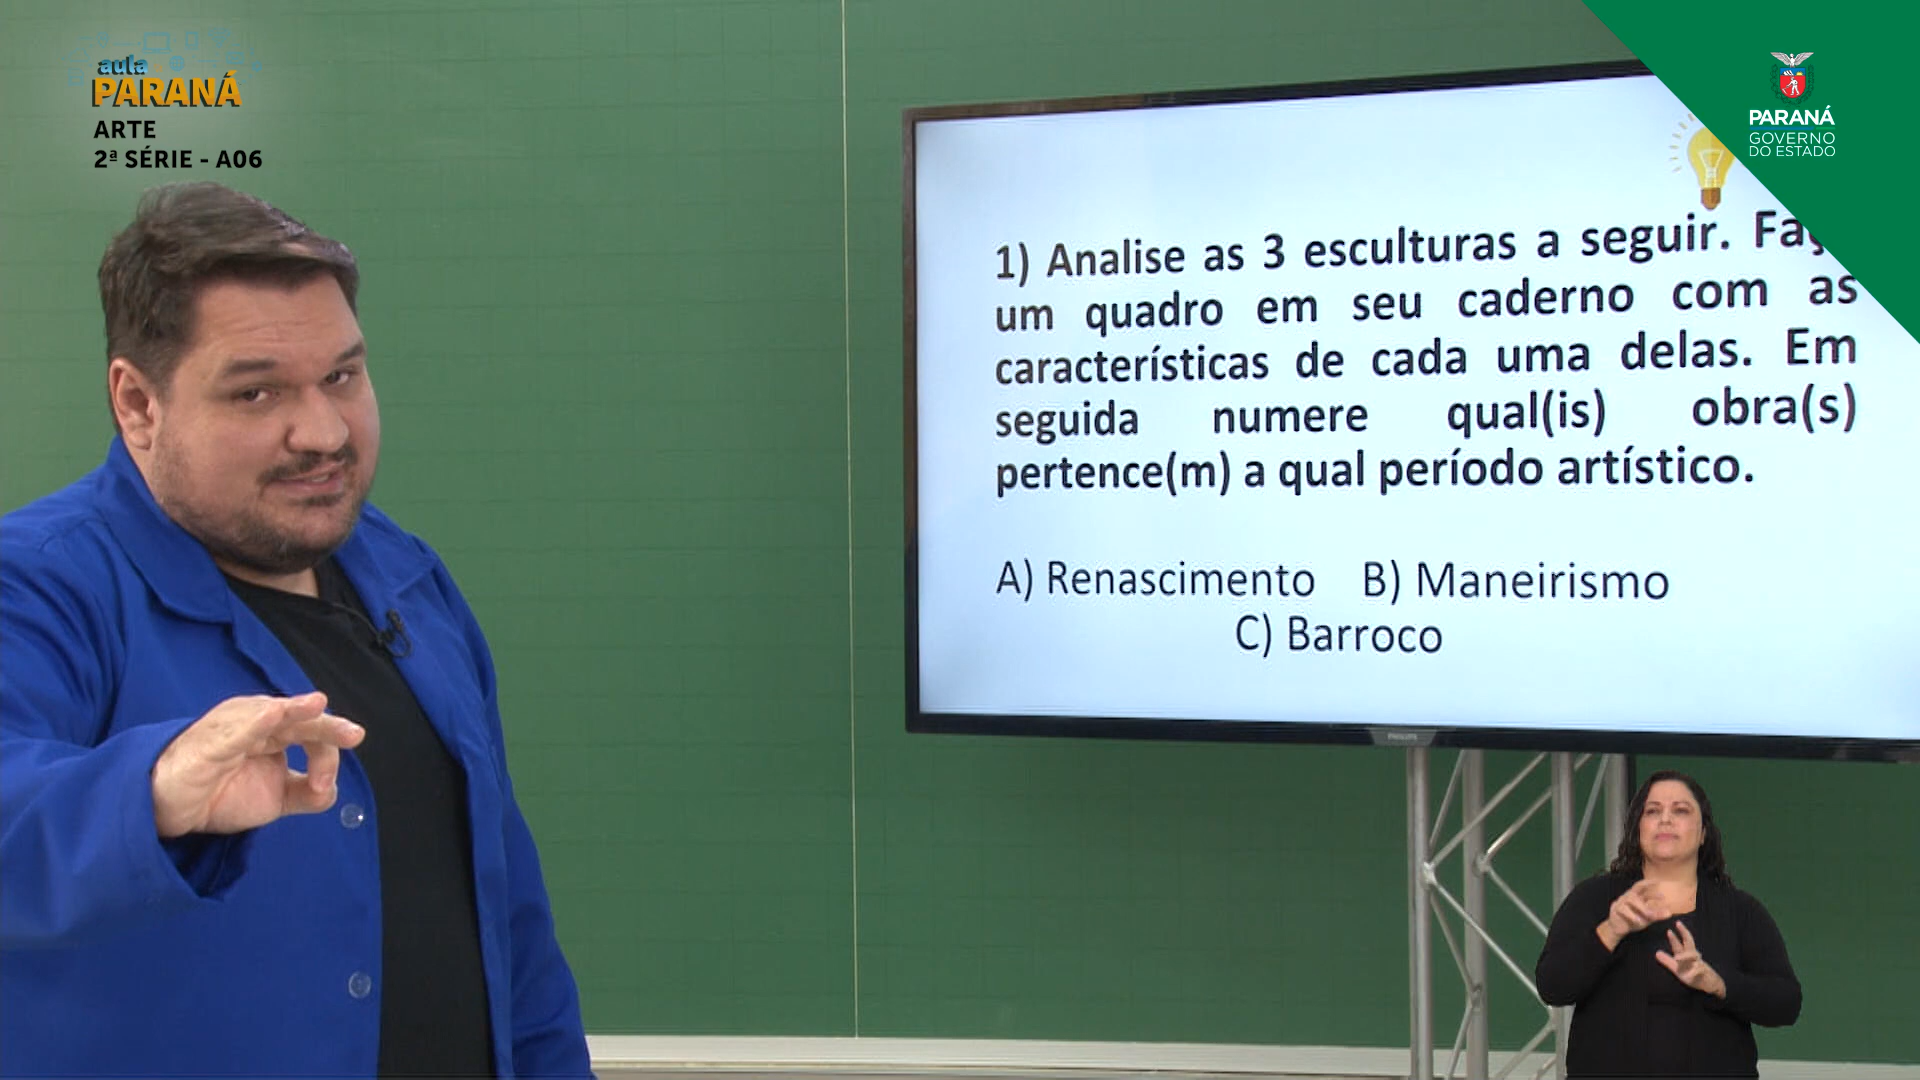 aula
PARANÁ
ARTE
2ª SÉRIE - A06
PARANÁ
GOVERNO
DO ESTADO
1) Analise as 3 esculturas a seguir.
um quadro em seu caderno com as
características de cada uma delas. Em
seguida numere qual(is) obra(s)
pertence(m) a qual período artístico.
A) Renascimento B) Maneirismo
C) Barroco
PHILIPS